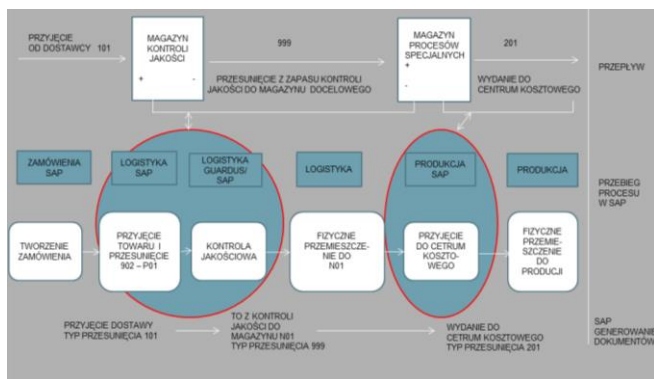 PRZYJĘCIE
OD DOSTAWCY 101
MAGAZYN
KONTROLI
JAKOŚCI
+ -
999
PRZESUNIĘCIE Z ZAPASU KONTROLI
JAKOŚCI DO MAGAZYNU DOCELOWEGO
MAGAZYN
PROCESÓW
SPECJALNYCH
+
-
201
WYDANIE DO
CENTRUM KOSZTOWEGO
PRZEPŁYW
ZAMÓWIENIA
SAP
LOGISTYKA
SAP
LOGISTYKA
GUARDUS/
SAP
LOGISTYKA
PRODUKCJA
SAP
PRODUKCJA
PRZEBIEG
PROCESU
W SAP
TWORZENIE
ZAMÓWIENIA
PRZYJĘCIE
TOWARU I
PRZESUNIĘCIE
902 – P01
KONTROLA
JAKOŚCIOWA
FIZYCZNE
PRZEMIESZCZE-
NIE DO
N01
PRZYJĘCIE
DO CETRUM
KOSZTO-
WEGO
FIZYCZNE
PRZEMIE-
SZCZENIE
DO
PRODUCJI
PRZYJĘCIE DOSTAWY
TYP PRZESUNIĘCIA 101
TO Z KONTROLI
JAKOŚCI DO
MAGAZYNU N01
TYP PRZESUNIĘCIA 999
WYDANIE DO
CETRUM KOSZTOWEGO
TYP PRZESUNIĘCIA 201
SAP
GENEROWANIE
DOKUMENTÓW